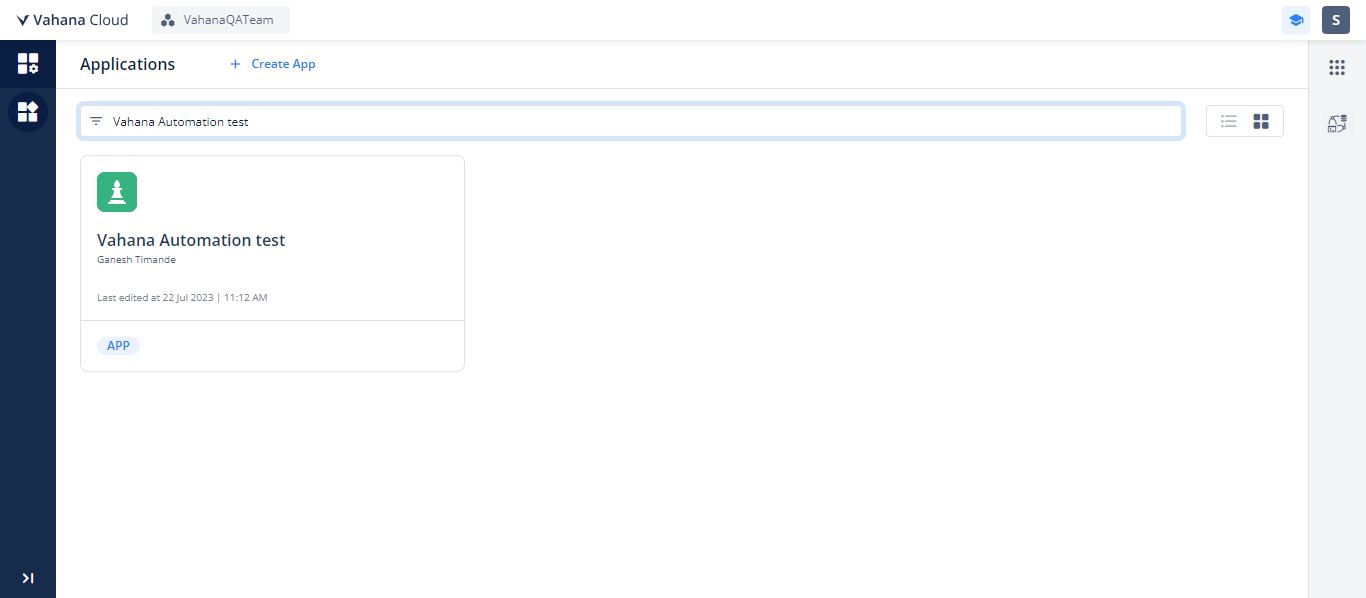 Vahana Cloud
VahanaQATeam
S
Applications
+ Create App
Vahana Automation test
Vahana Automation test
Ganesh Timande
Last edited at 22 Jul 2023 | 11:12 AM
APP